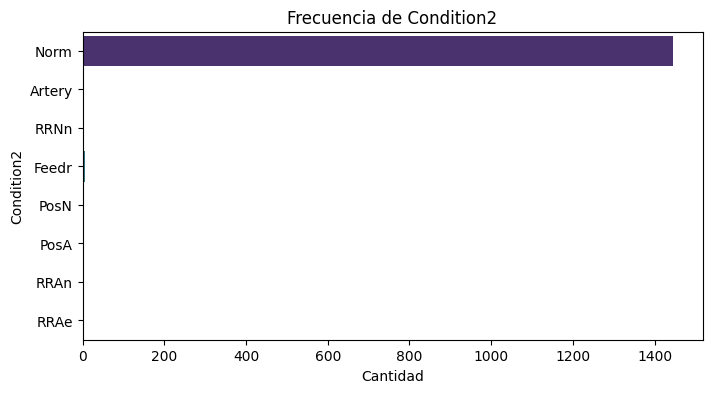 Frecuencia de Condition2
Condition2
Norm
Artery
RRNn
Feedr
PosN
PosA
RRAn
RRAe
0 200 400 600 800 1000 1200 1400
Cantidad